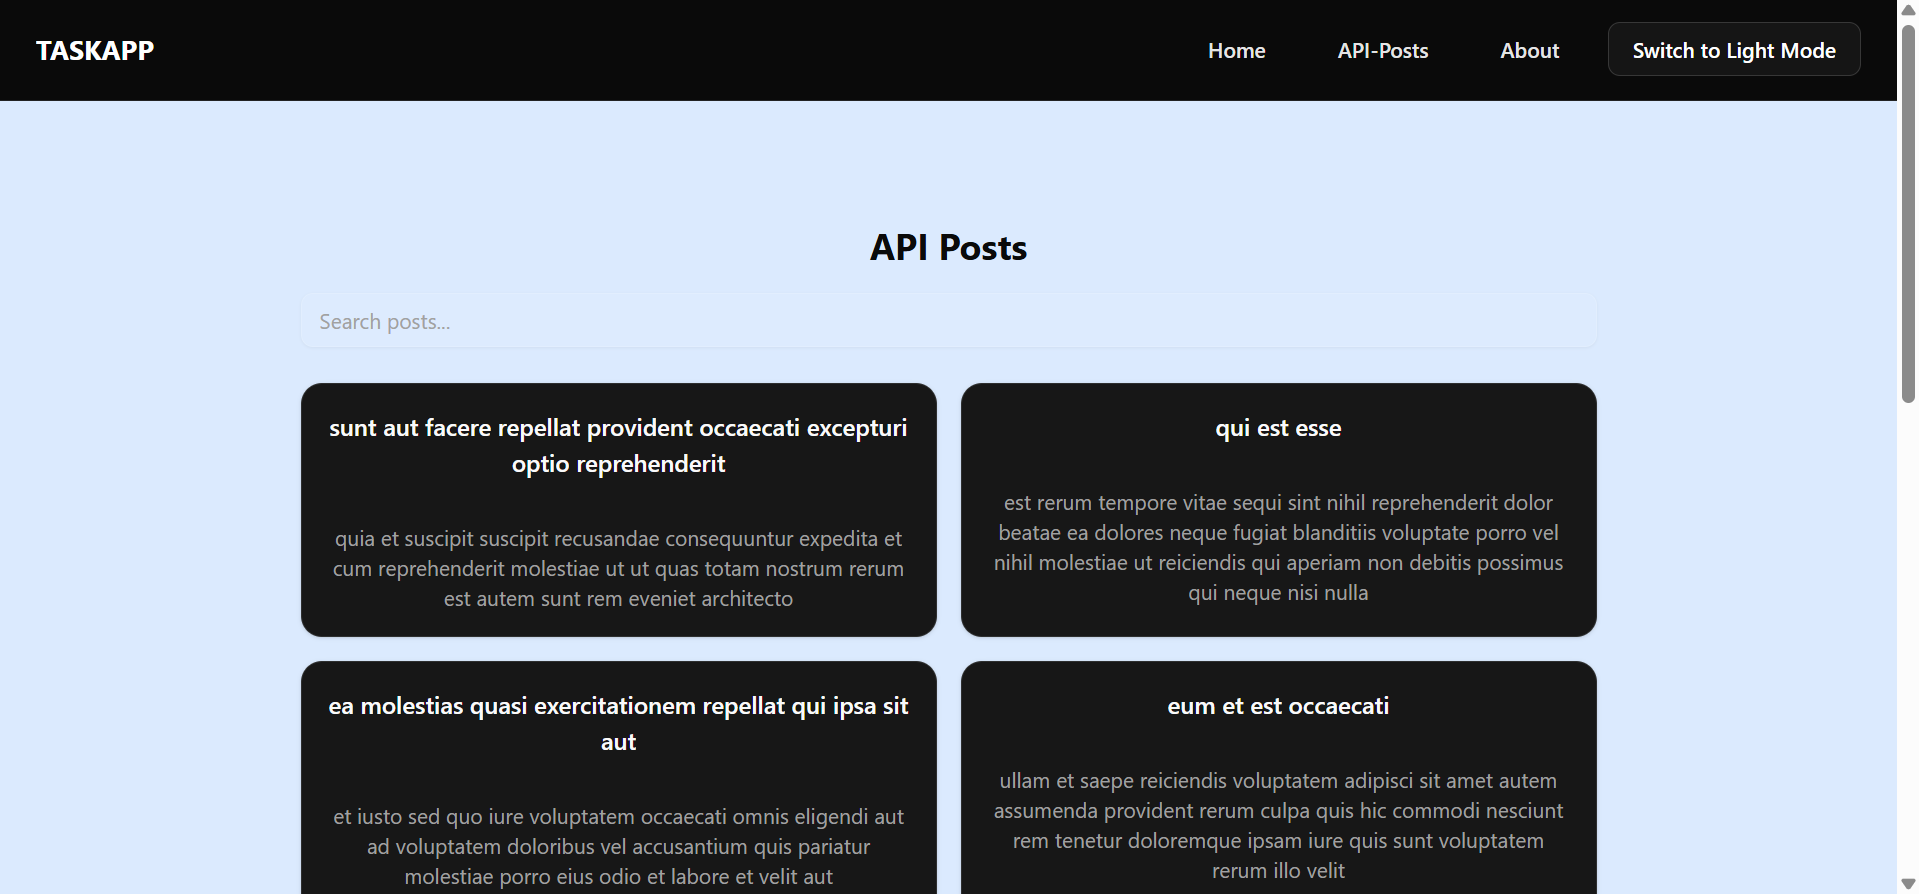 TASKAPP
Home
API-Posts
About
Switch to Light Mode
API Posts
Search posts...
sunt aut facere repellat provident occaecati excepturi
optio reprehenderit
quia et suscipit suscipit recusandae consequuntur expedita et
cum reprehenderit molestiae ut ut quas totam nostrum rerum
est autem sunt rem eveniet architecto
qui est esse
est rerum tempore vitae sequi sint nihil reprehenderit dolor
beatae ea dolores neque fugiat blanditiis voluptate porro vel
nihil molestiae ut reiciendis qui aperiam non debitis possimus
qui neque nisi nulla
ea molestias quasi exercitationem repellat qui ipsa sit
aut
et iusto sed quo iure voluptatem occaecati omnis eligendi aut
ad voluptatem doloribus vel accusantium quis pariatur
molestiae porro eius odio et labore et velit aut
eum et est occaecati
ullam et saepe reiciendis voluptatem adipisci sit amet autem
assumenda provident rerum culpa quis hic commodi nesciunt
rem tenetur doloremque ipsam iure quis sunt voluptatem
rerum illo velit